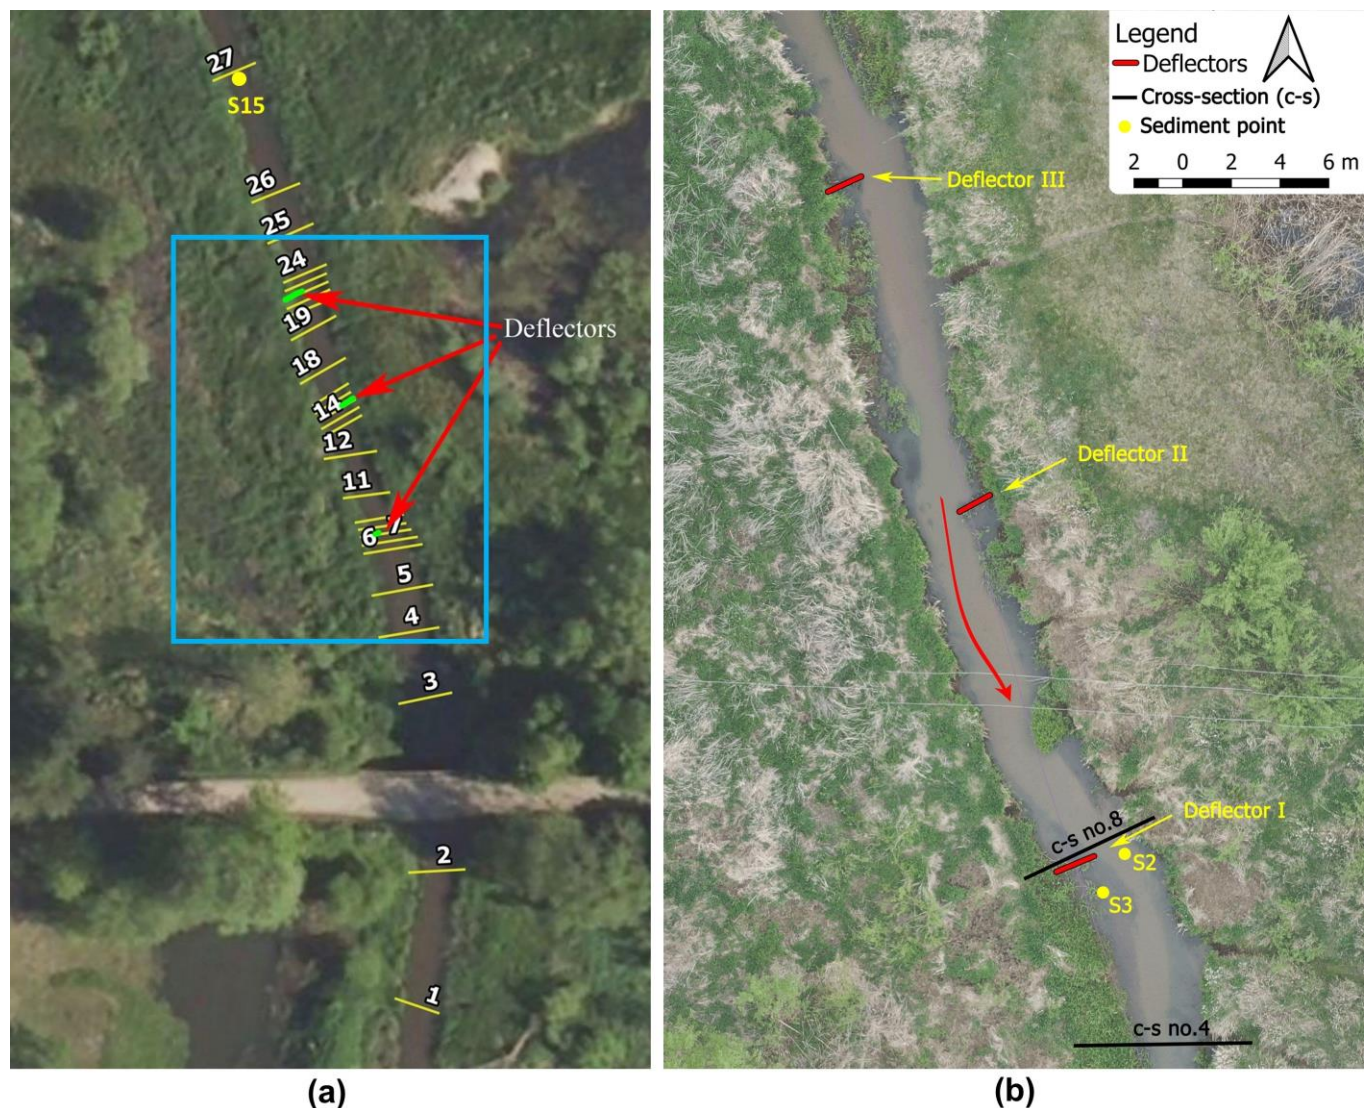 27
S15
26
25
24
19
Deflectors
18
14
12
11
7
6
5
4
3
2
1
(a)
Legend
Deflectors
Cross-section (c-s)
Sediment point
2 0 2 4 6 m
Deflector III
Deflector II
Deflector I
c-s no.8
S2
S3
c-s no.4
(b)